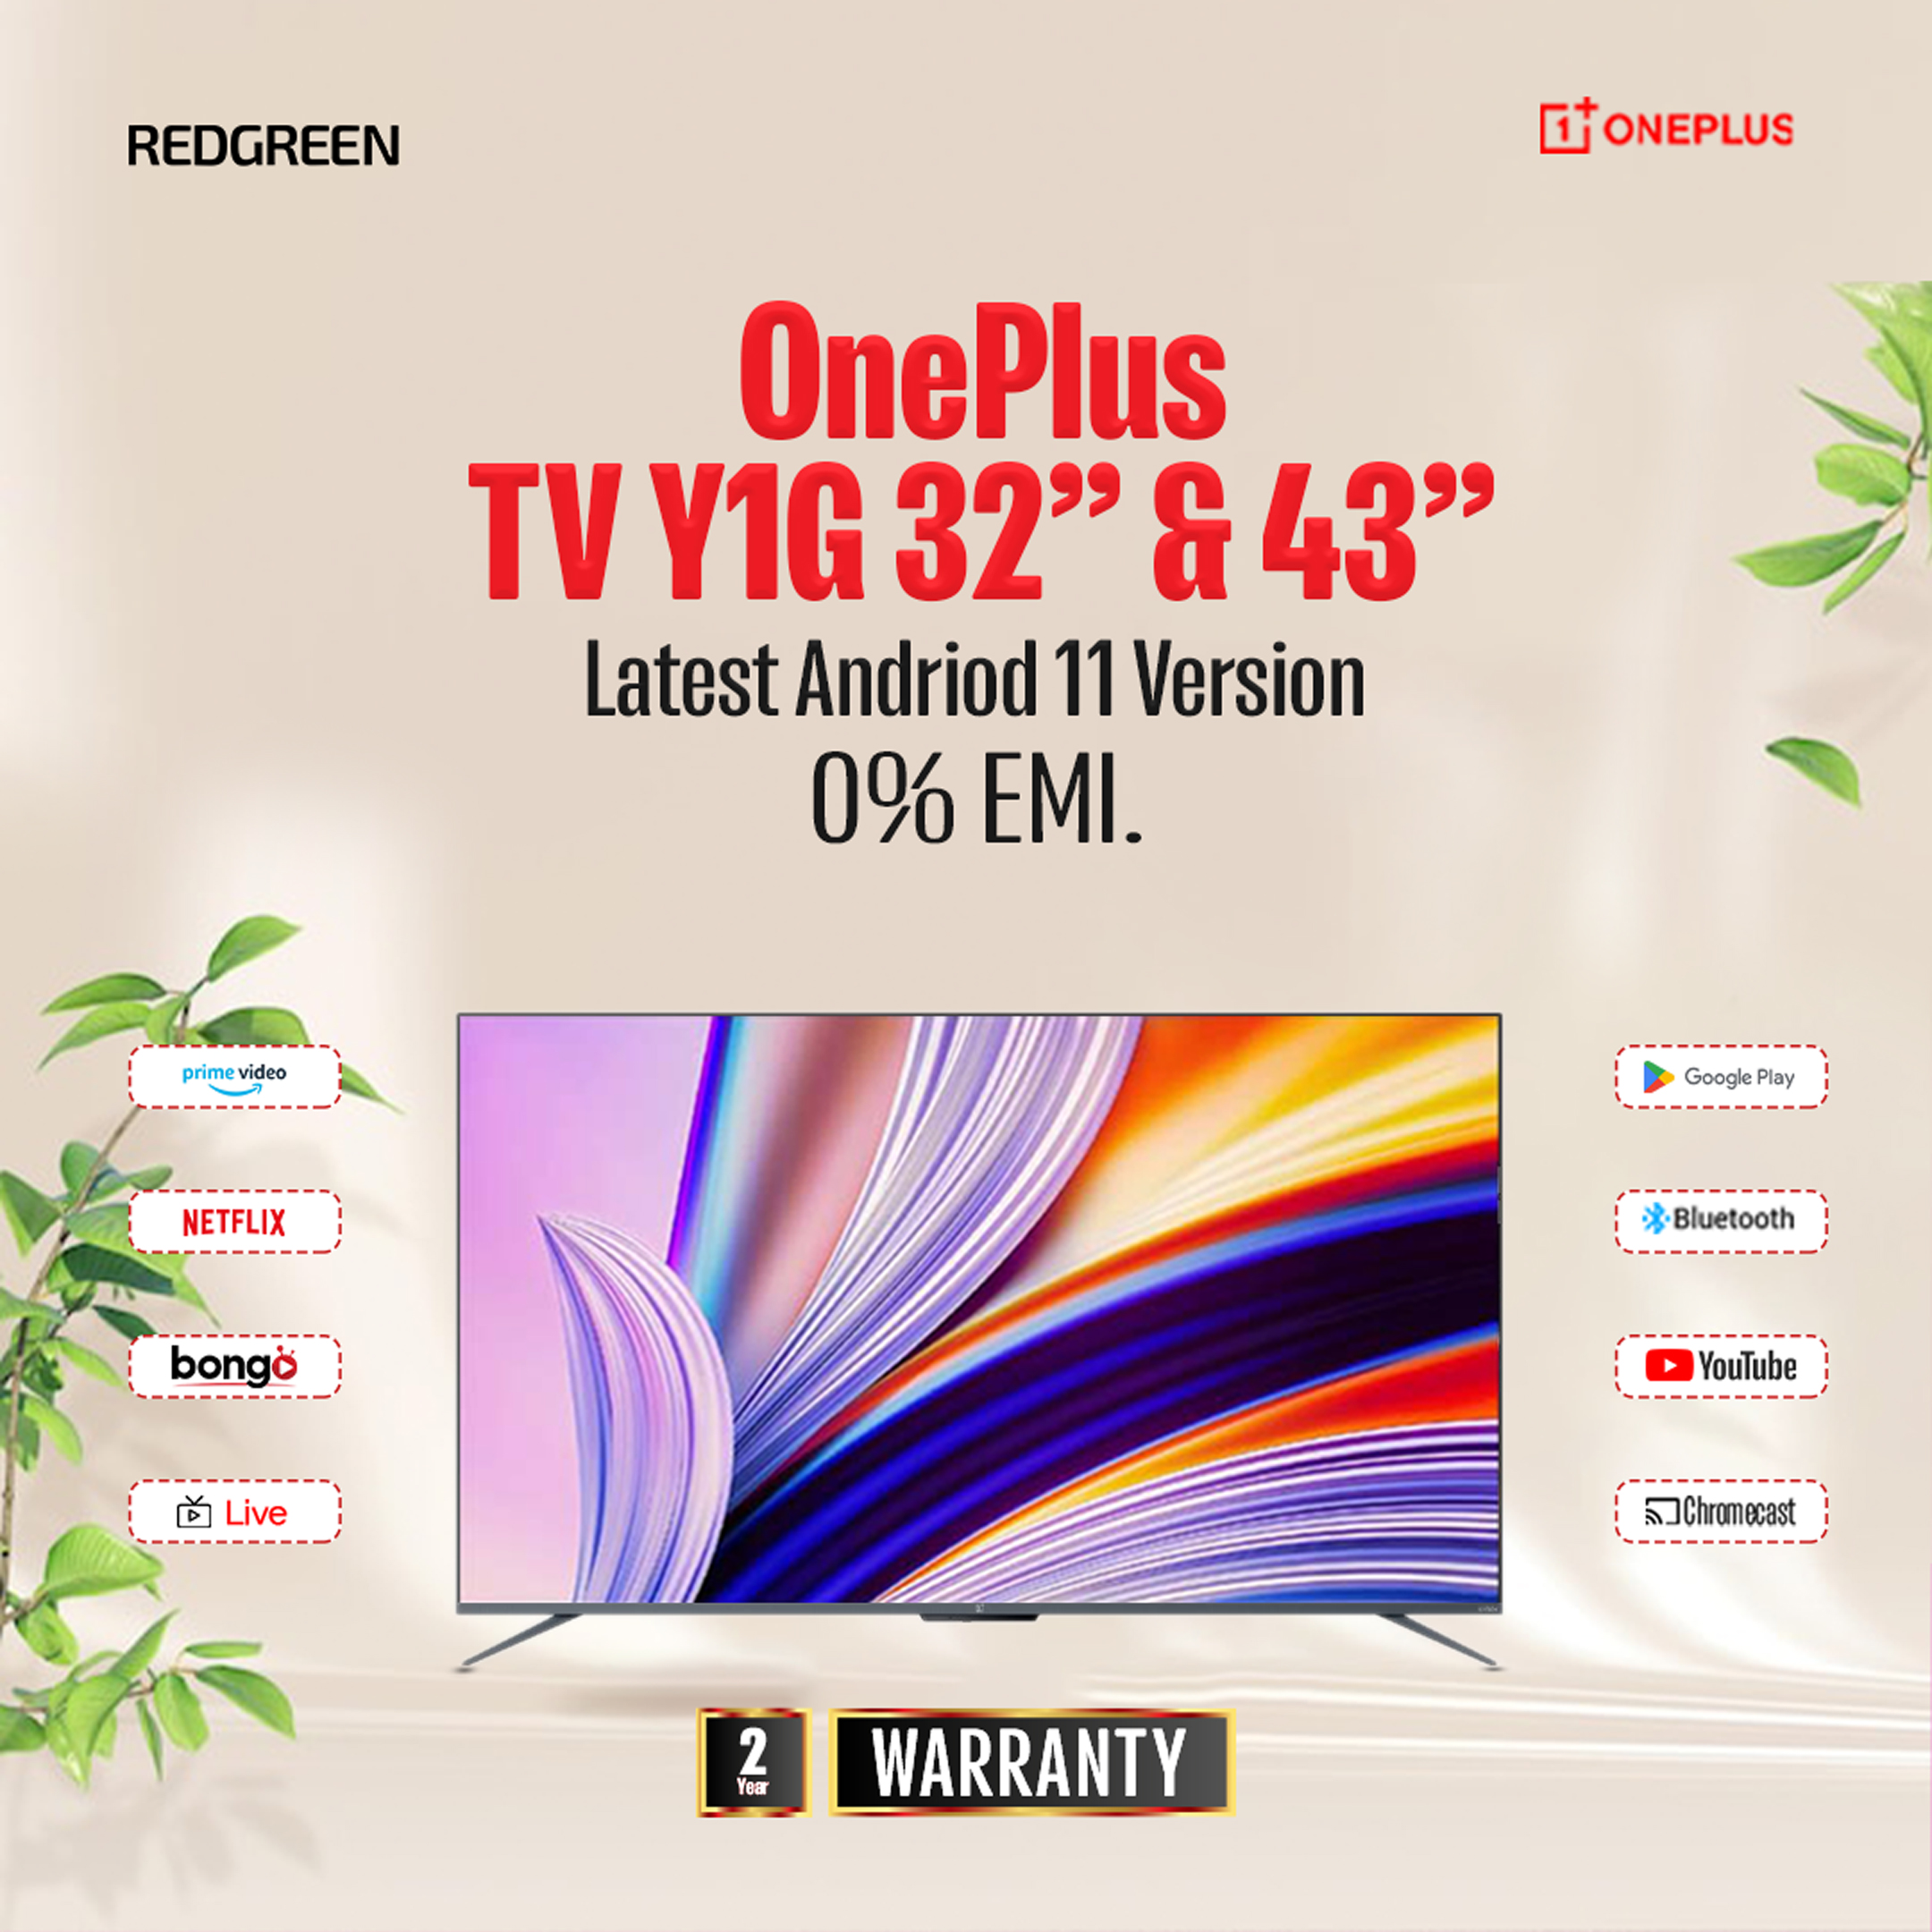 REDGREEN
1+ ONEPLUS
OnePlus
TV Y1G 32” & 43”
Latest Andriod 11 Version
0% EMI.
prime video
NETFLIX
bongo
Live
Google Play
Bluetooth
YouTube
Chromecast
2
Year
WARRANTY